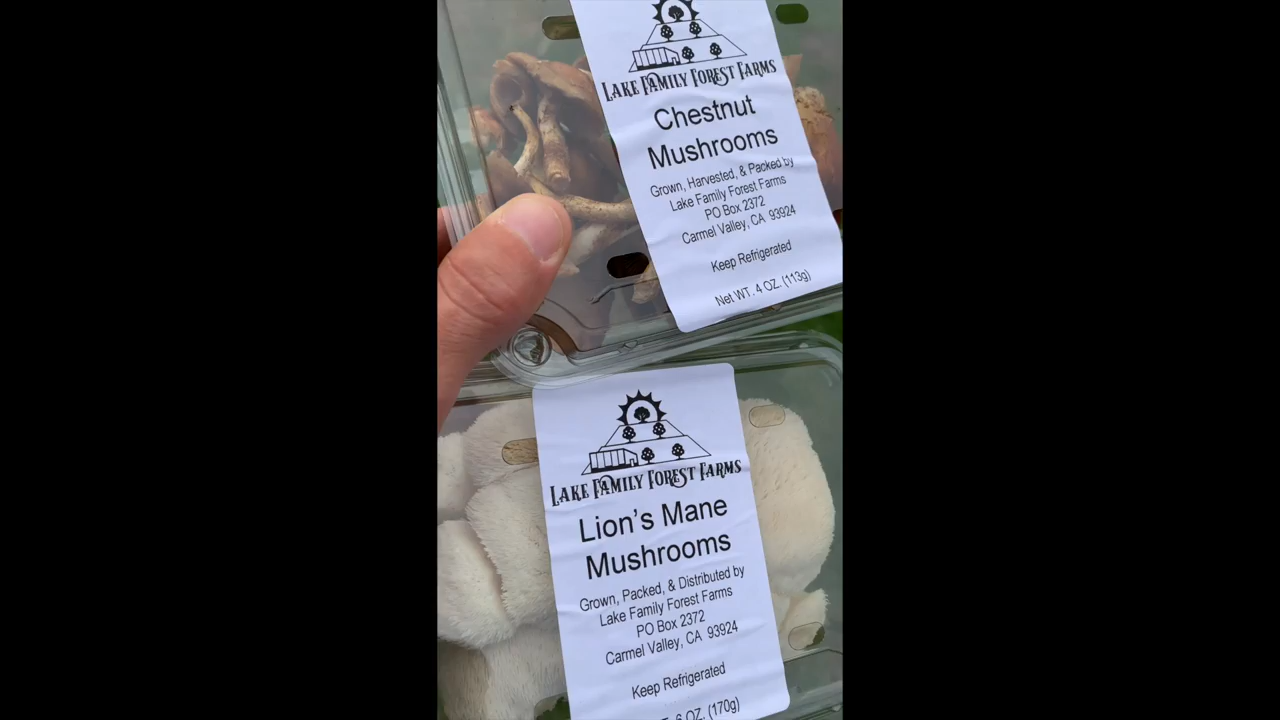 LAKE FAMILY FOREST FARMS
Chestnut
Mushrooms
Grown, Harvested, & Packed by
Lake Family Forest Farms
PO Box 2372
Carmel Valley, CA 93924
Keep Refrigerated
Net WT. 4 OZ. (113g)
LAKE FAMILY FOREST FARMS
Lion's Mane
Mushrooms
Grown, Packed, & Distributed by
Lake Family Forest Farms
PO Box 2372
Carmel Valley, CA 93924
Keep Refrigerated
6 OZ. (170g)